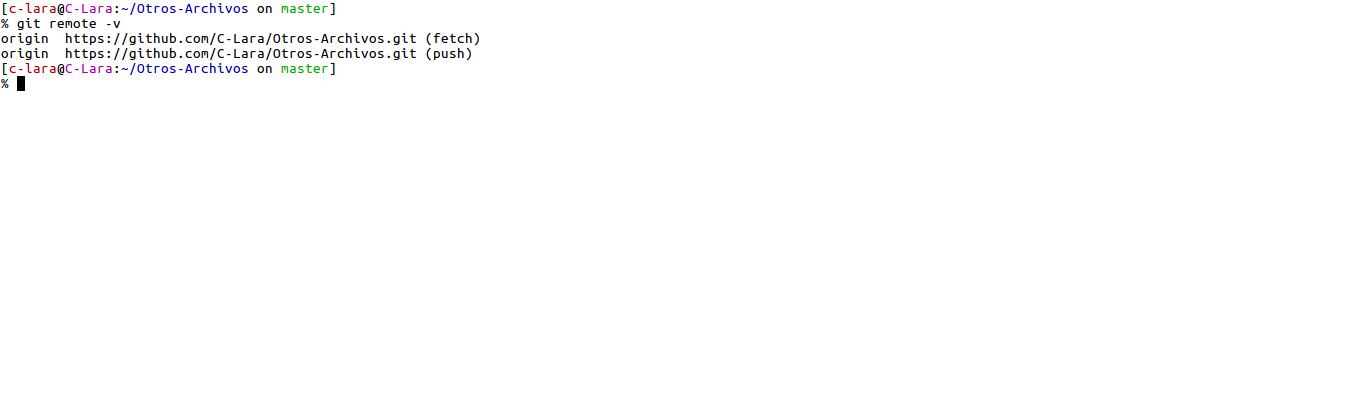 [c-lara@C-Lara:~/Otros-Archivos on master]
% git remote -v
origin  https://github.com/C-Lara/Otros-Archivos.git (fetch)
origin  https://github.com/C-Lara/Otros-Archivos.git (push)
[c-lara@C-Lara:~/Otros-Archivos on master]
%